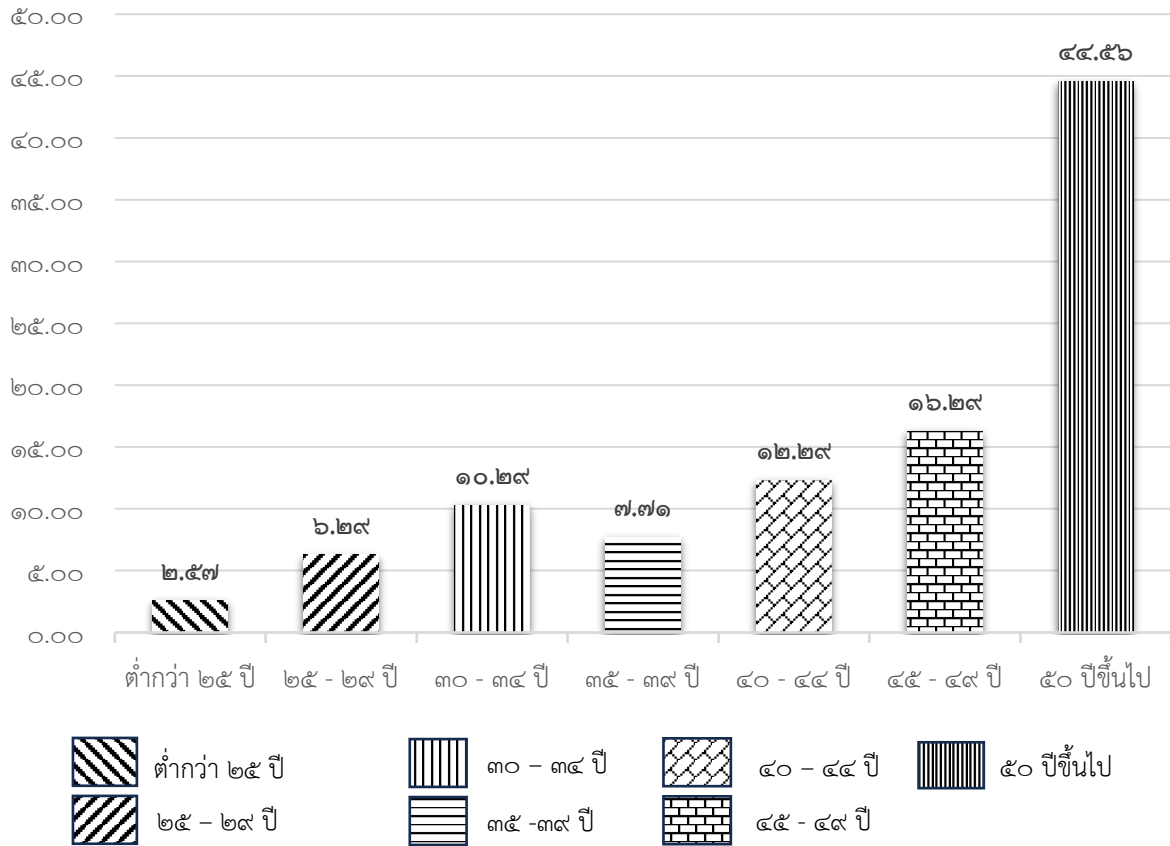 ๕๐.๐๐
๔๕.๐๐
๔๐.๐๐
๓๕.๐๐
๓๐.๐๐
๒๕.๐๐
๒๐.๐๐
๑๕.๐๐
๑๐.๐๐
๕.๐๐
๐.๐๐
๒.๕๗
๖.๒๙
๑๐.๒๙
๗.๗๑
๑๒.๒๙
๑๖.๒๙
๔๔.๕๖
ต่ำกว่า ๒๕ ปี
๒๕ - ๒๙ ปี
๓๐ - ๓๔ ปี
๓๕ - ๓๙ ปี
๔๐ - ๔๔ ปี
๔๕ - ๔๙ ปี
๕๐ ปีขึ้นไป
ต่ำกว่า ๒๕ ปี
๓๐ – ๓๔ ปี
๔๐ – ๔๔ ปี
๕๐ ปีขึ้นไป
๒๕ – ๒๙ ปี
๓๕ -๓๙ ปี
๔๕ - ๔๙ ปี